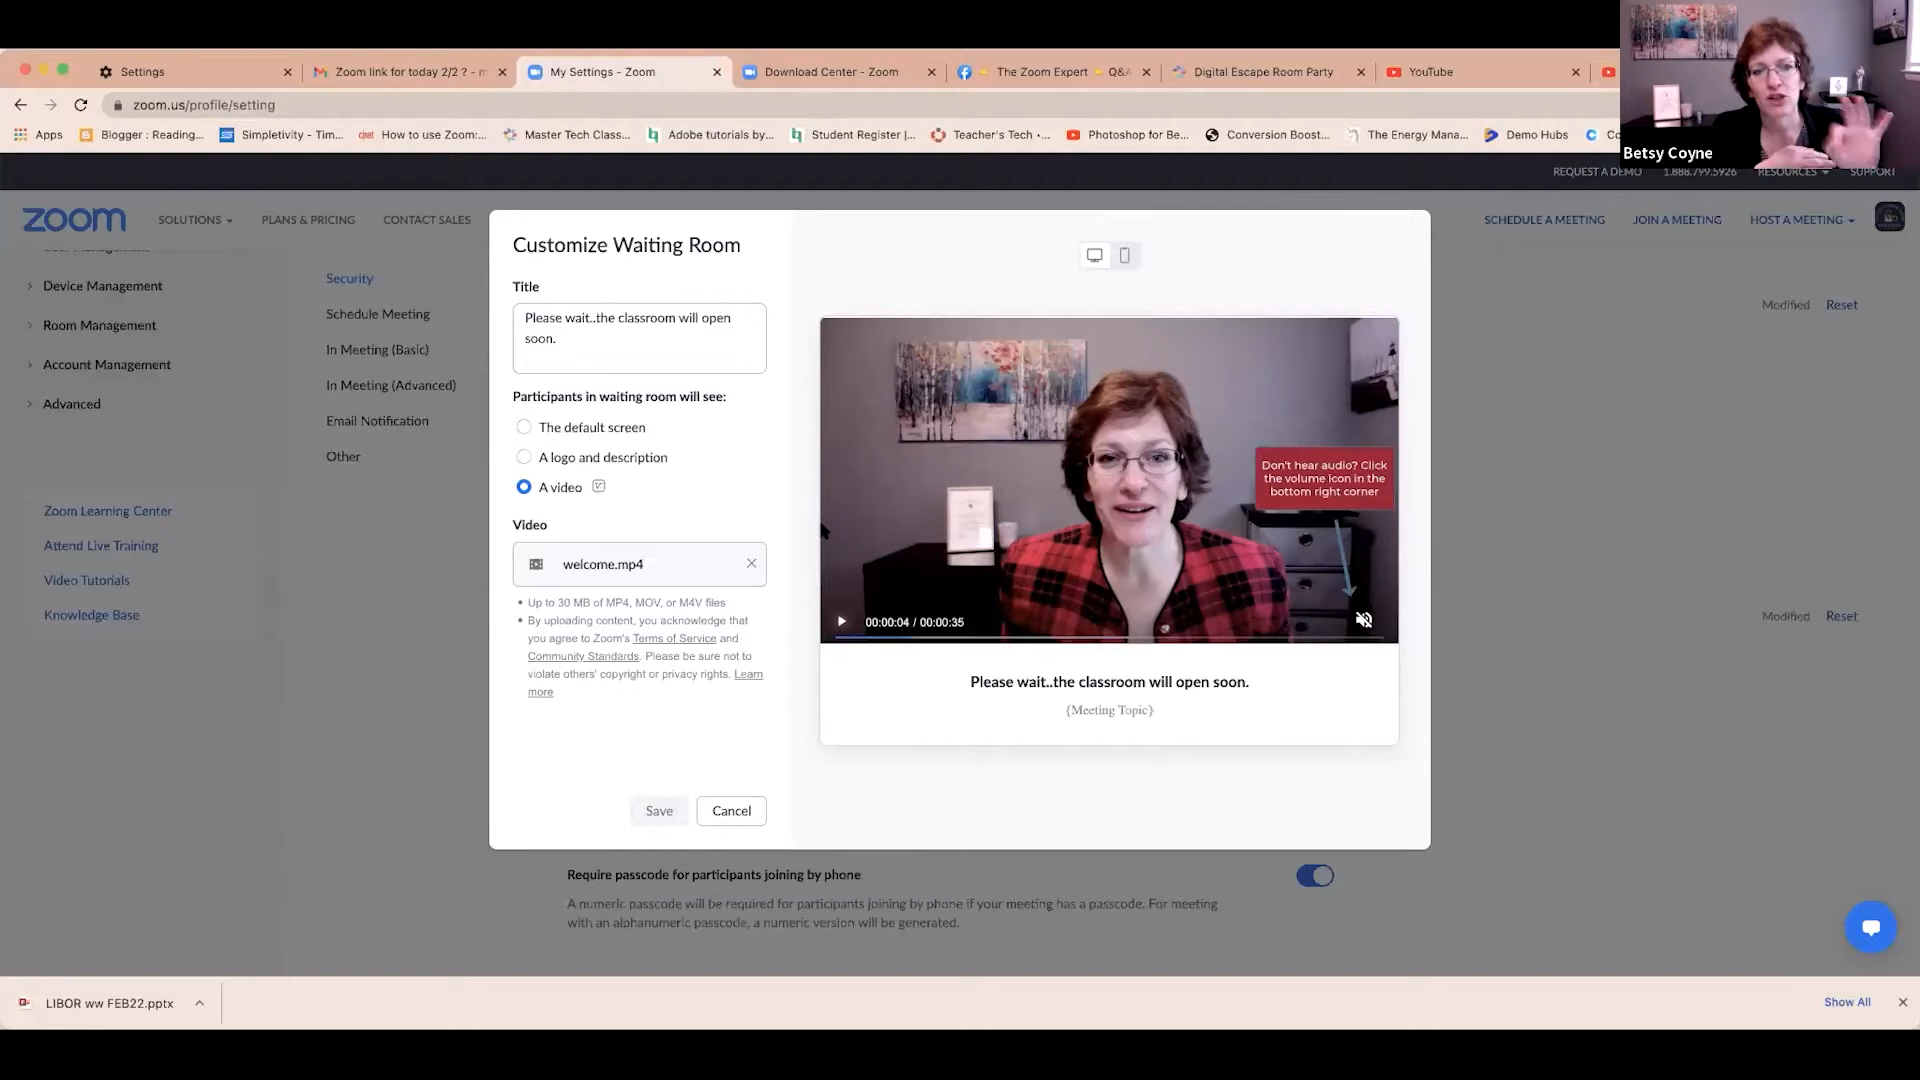 Settings
Zoom link for today 2/2 ? - m
My Settings - Zoom
Download Center - Zoom
The Zoom Expert
Q&A
Digital Escape Room Party
YouTube
zoom.us/profile/setting
Apps
Blogger : Reading...
Simpletivity - Tim...
cjnet
How to use Zoom:...
Master Tech Class...
Adobe tutorials by...
Student Register |...
Teacher's Tech •...
Photoshop for Be...
Conversion Boost...
The Energy Mana...
Demo Hubs
Betsy Coyne
REQUEST A DEMO
1.888.799.5926
RESOURCES
SUPPORT
zoom
SOLUTIONS
PLANS & PRICING
CONTACT SALES
SCHEDULE A MEETING
JOIN A MEETING
HOST A MEETING
Device Management
Room Management
Account Management
Advanced
Zoom Learning Center
Attend Live Training
Video Tutorials
Knowledge Base
Security
Schedule Meeting
In Meeting (Basic)
In Meeting (Advanced)
Email Notification
Other
Modified
Reset
Modified
Reset
Customize Waiting Room
Title
Please wait..the classroom will open
soon.
Participants in waiting room will see:
The default screen
A logo and description
A video
Video
welcome.mp4
• Up to 30 MB of MP4, MOV, or M4V files
• By uploading content, you acknowledge that
you agree to Zoom's Terms of Service and
Community Standards. Please be sure not to
violate others' copyright or privacy rights. Learn
more
Save
Cancel
Don't hear audio? Click
the volume icon in the
bottom right corner
00:00:04 / 00:00:35
Please wait..the classroom will open soon.
{Meeting Topic}
Require passcode for participants joining by phone
A numeric passcode will be required for participants joining by phone if your meeting has a passcode. For meeting
with an alphanumeric passcode, a numeric version will be generated.
LIBOR ww FEB22.pptx
Show All